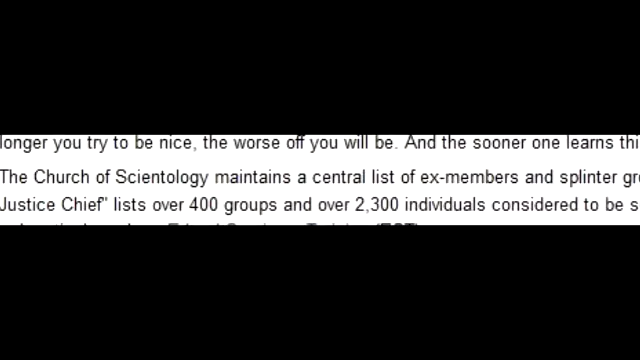 longer you try to be nice, the worse off you will be. And the sooner one learns thi
The Church of Scientology maintains a central list of ex-members and splinter gr
Justice Chief" lists over 400 groups and over 2,300 individuals considered to be s